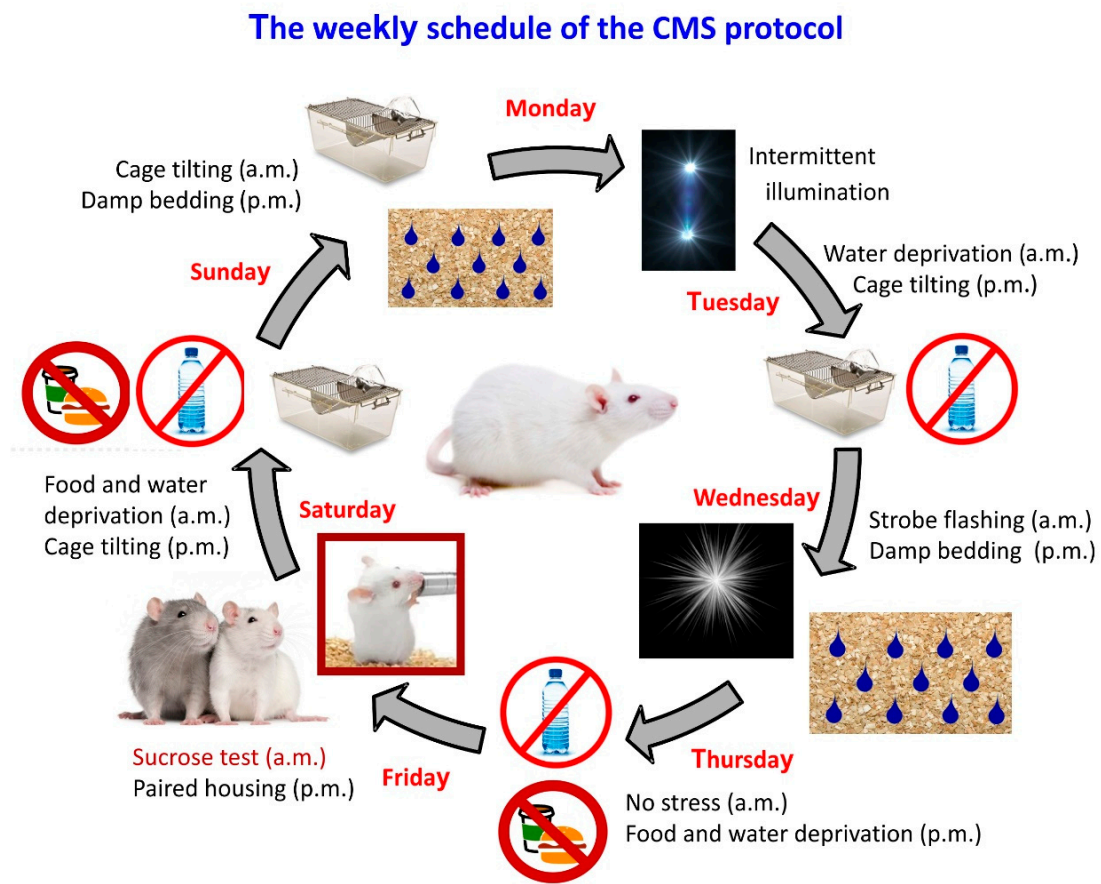 The weekly schedule of the CMS protocol
Monday
Intermittent
illumination
Tuesday
Water deprivation (a.m.)
Cage tilting (p.m.)
Wednesday
Strobe flashing (a.m.)
Damp bedding (p.m.)
Thursday
No stress (a.m.)
Food and water deprivation (p.m.)
Friday
Sucrose test (a.m.)
Paired housing (p.m.)
Saturday
Food and water
deprivation (a.m.)
Cage tilting (p.m.)
Sunday
Cage tilting (a.m.)
Damp bedding (p.m.)